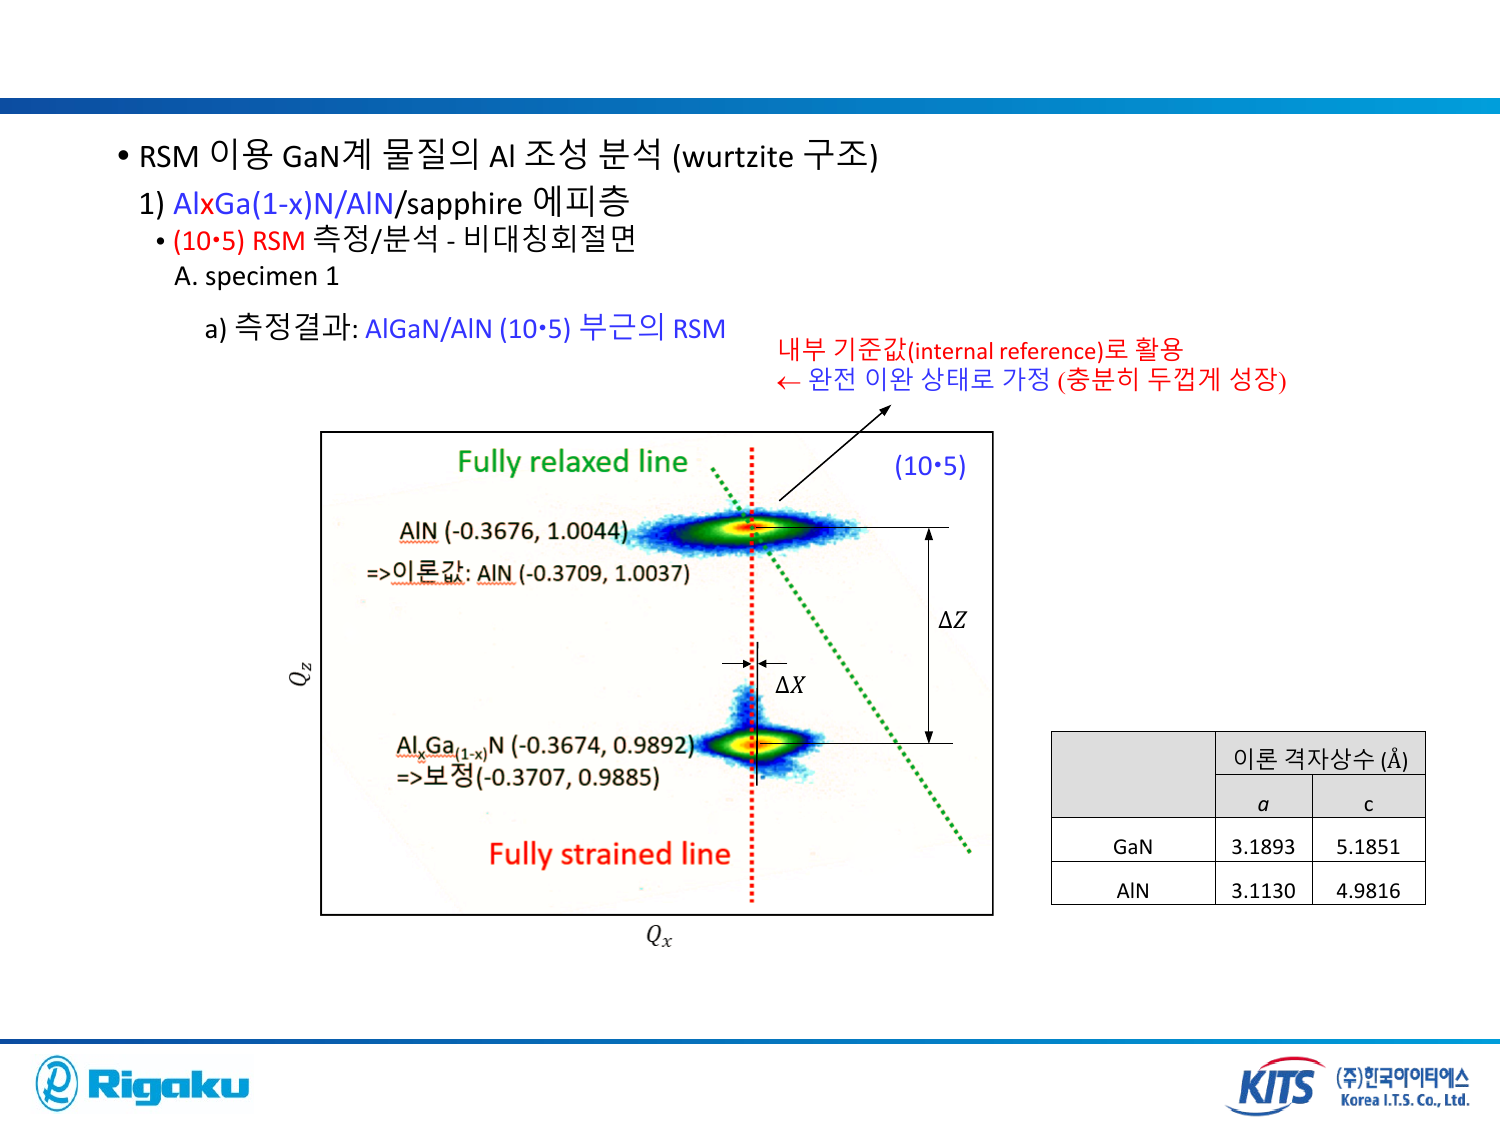 • RSM 이용 GaN계 물질의 Al 조성 분석 (wurtzite 구조)
1) AlxGa(1-x)N/AlN/sapphire 에피층
• (10•5) RSM 측정/분석 - 비대칭회절면
A. specimen 1
a) 측정결과: AlGaN/AlN (10•5) 부근의 RSM
내부 기준값(internal reference)로 활용
← 완전 이완 상태로 가정 (충분히 두껍게 성장)
Fully relaxed line
(10•5)
AlN (-0.3676, 1.0044)
=>이론값: AlN (-0.3709, 1.0037)
ΔZ
Qz
ΔX
AlxGa(1-x)N (-0.3674, 0.9892)
=>보정(-0.3707, 0.9885)
Fully strained line
Qx
이론 격자상수 (Å)
a c
GaN 3.1893 5.1851
AlN 3.1130 4.9816
Rigaku
KITS (주)한국아이티에스
Korea I.T.S. Co., Ltd.